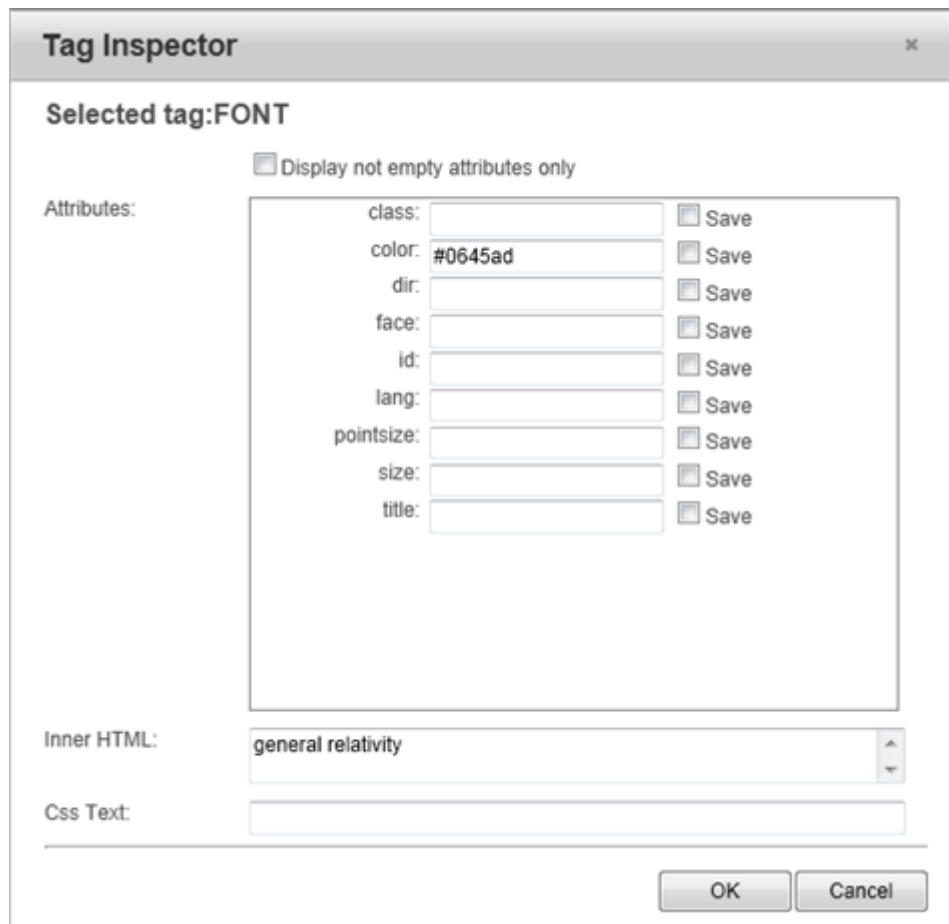 Tag Inspector
Selected tag:FONT
Display not empty attributes only
Attributes:
class: Save
color: #0645ad Save
dir: Save
face: Save
id: Save
lang: Save
pointsize: Save
size: Save
title: Save
Inner HTML: general relativity
Css Text:
OK Cancel